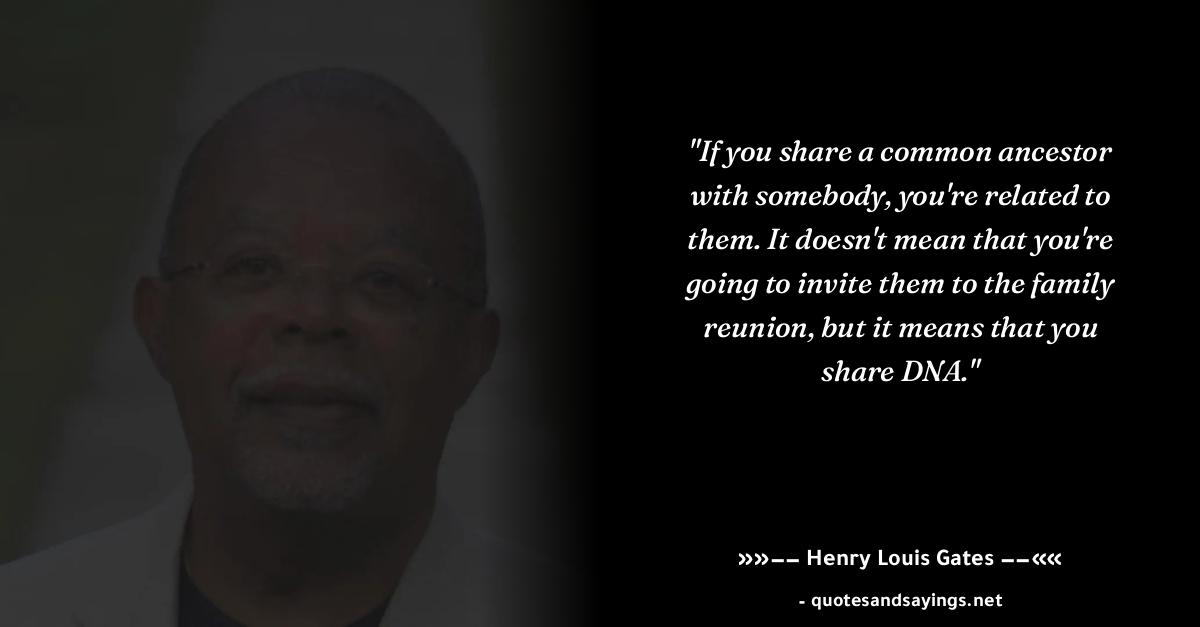 "If you share a common ancestor
with somebody, you're related to
them. It doesn't mean that you're
going to invite them to the family
reunion, but it means that you
share DNA."
»»–– Henry Louis Gates ––««
- quotesandsayings.net